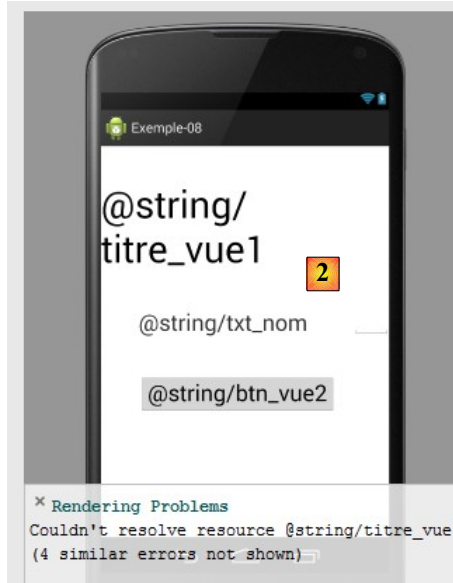 Exemple-08
@string/
titre_vue1
2
@string/txt_nom
@string/btn_vue2
× Rendering Problems
Couldn't resolve resource @string/titre_vue
(4 similar errors not shown)